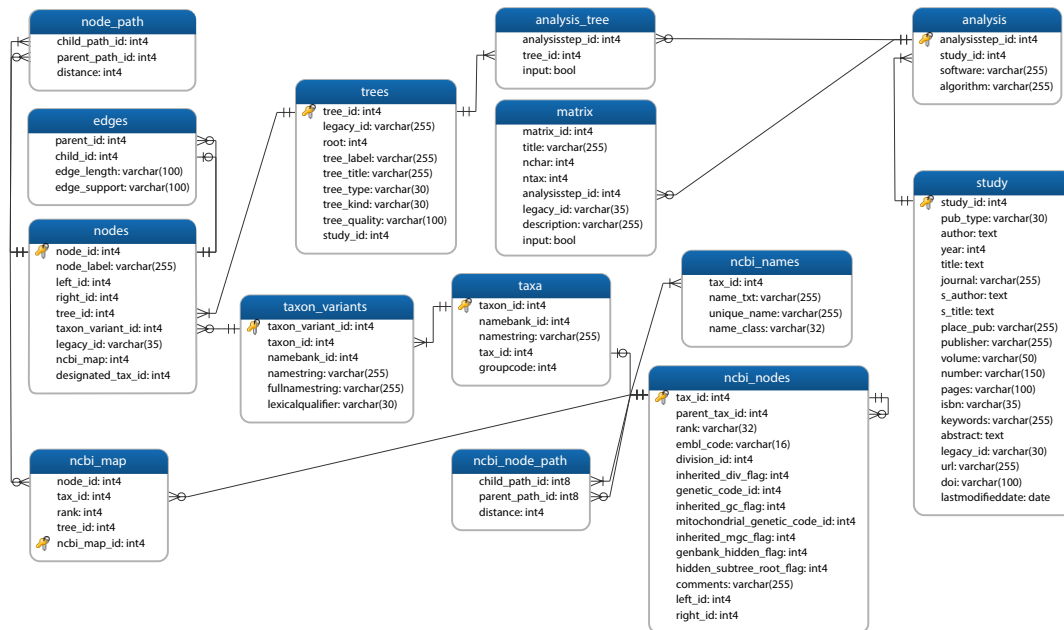 node_path
child_path_id: int4
parent_path_id: int4
distance: int4
edges
parent_id: int4
child_id: int4
edge_length: varchar(100)
edge_support: varchar(100)
nodes
node_id: int4
node_label: varchar(255)
left_id: int4
right_id: int4
tree_id: int4
taxon_variant_id: int4
legacy_id: varchar(35)
ncbi_map: int4
designated_tax_id: int4
ncbi_map
node_id: int4
tax_id: int4
rank: int4
tree_id: int4
ncbi_map_id: int4
trees
tree_id: int4
legacy_id: varchar(255)
root: int4
tree_label: varchar(255)
tree_title: varchar(255)
tree_type: varchar(30)
tree_kind: varchar(30)
tree_quality: varchar(100)
study_id: int4
taxon_variants
taxon_variant_id: int4
taxon_id: int4
namebank_id: int4
namestring: varchar(255)
fullnamestring: varchar(255)
lexicalqualifier: varchar(30)
analysis_tree
analysisstep_id: int4
tree_id: int4
input: bool
matrix
matrix_id: int4
title: varchar(255)
nchar: int4
ntax: int4
analysisstep_id: int4
legacy_id: varchar(35)
description: varchar(255)
input: bool
taxa
taxon_id: int4
namebank_id: int4
namestring: varchar(255)
tax_id: int4
groupcode: int4
ncbi_node_path
child_path_id: int8
parent_path_id: int8
distance: int4
ncbi_names
tax_id: int4
name_txt: varchar(255)
unique_name: varchar(255)
name_class: varchar(32)
ncbi_nodes
tax_id: int4
parent_tax_id: int4
rank: varchar(32)
embl_code: varchar(16)
division_id: int4
inherited_div_flag: int4
genetic_code_id: int4
inherited_gc_flag: int4
mitochondrial_genetic_code_id: int4
inherited_mgc_flag: int4
genbank_hidden_flag: int4
hidden_subtree_root_flag: int4
comments: varchar(255)
left_id: int4
right_id: int4
analysis
analysisstep_id: int4
study_id: int4
software: varchar(255)
algorithm: varchar(255)
study
study_id: int4
pub_type: varchar(30)
author: text
year: int4
title: text
journal: varchar(255)
s_author: text
s_title: text
place_pub: varchar(255)
publisher: varchar(255)
volume: varchar(50)
number: varchar(150)
pages: varchar(100)
isbn: varchar(35)
keywords: varchar(255)
abstract: text
legacy_id: varchar(30)
url: varchar(255)
doi: varchar(100)
lastmodifieddate: date